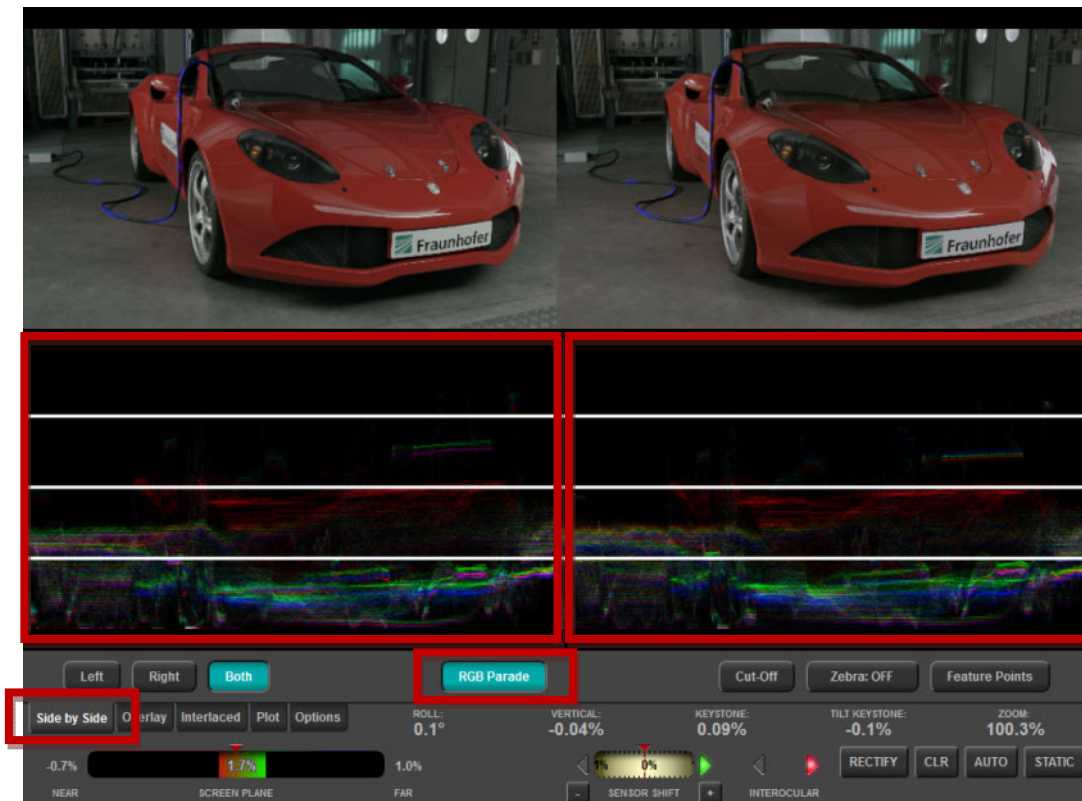 Fraunhofer
Fraunhofer
Left Right Both RGB Parade Cut-Off Zebra: OFF Feature Points
Side by Side Overlay Interlaced Plot Options
ROLL: VERTICAL: KEYSTONE: TILT KEYSTONE: ZOOM:
0.1° -0.04% 0.09% -0.1% 100.3%
-0.7% 1.7% 1.0% 1% 0% RECTIFY CLR AUTO STATIC
NEAR SCREEN PLANE FAR - SENSOR SHIFT + INTEROCULAR